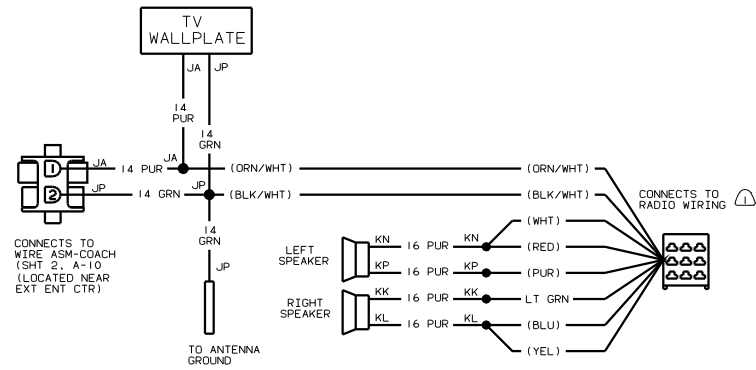 TV
WALLPLATE
JA JP
14
PUR
14
GRN
JA
1 JA 14 PUR (ORN/WHT) (ORN/WHT)
JP
2 JP 14 GRN (BLK/WHT) (BLK/WHT)
CONNECTS TO
RADIO WIRING 1
CONNECTS TO
WIRE ASM-COACH
(SHT 2, A-10
(LOCATED NEAR
EXT ENT CTR)
14
GRN
JP
TO ANTENNA
GROUND
LEFT
SPEAKER
(WHT)
KN 16 PUR KN (RED)
KP 16 PUR KP (PUR)
RIGHT
SPEAKER
KK 16 PUR KK LT GRN
KL 16 PUR KL (BLU)
(YEL)